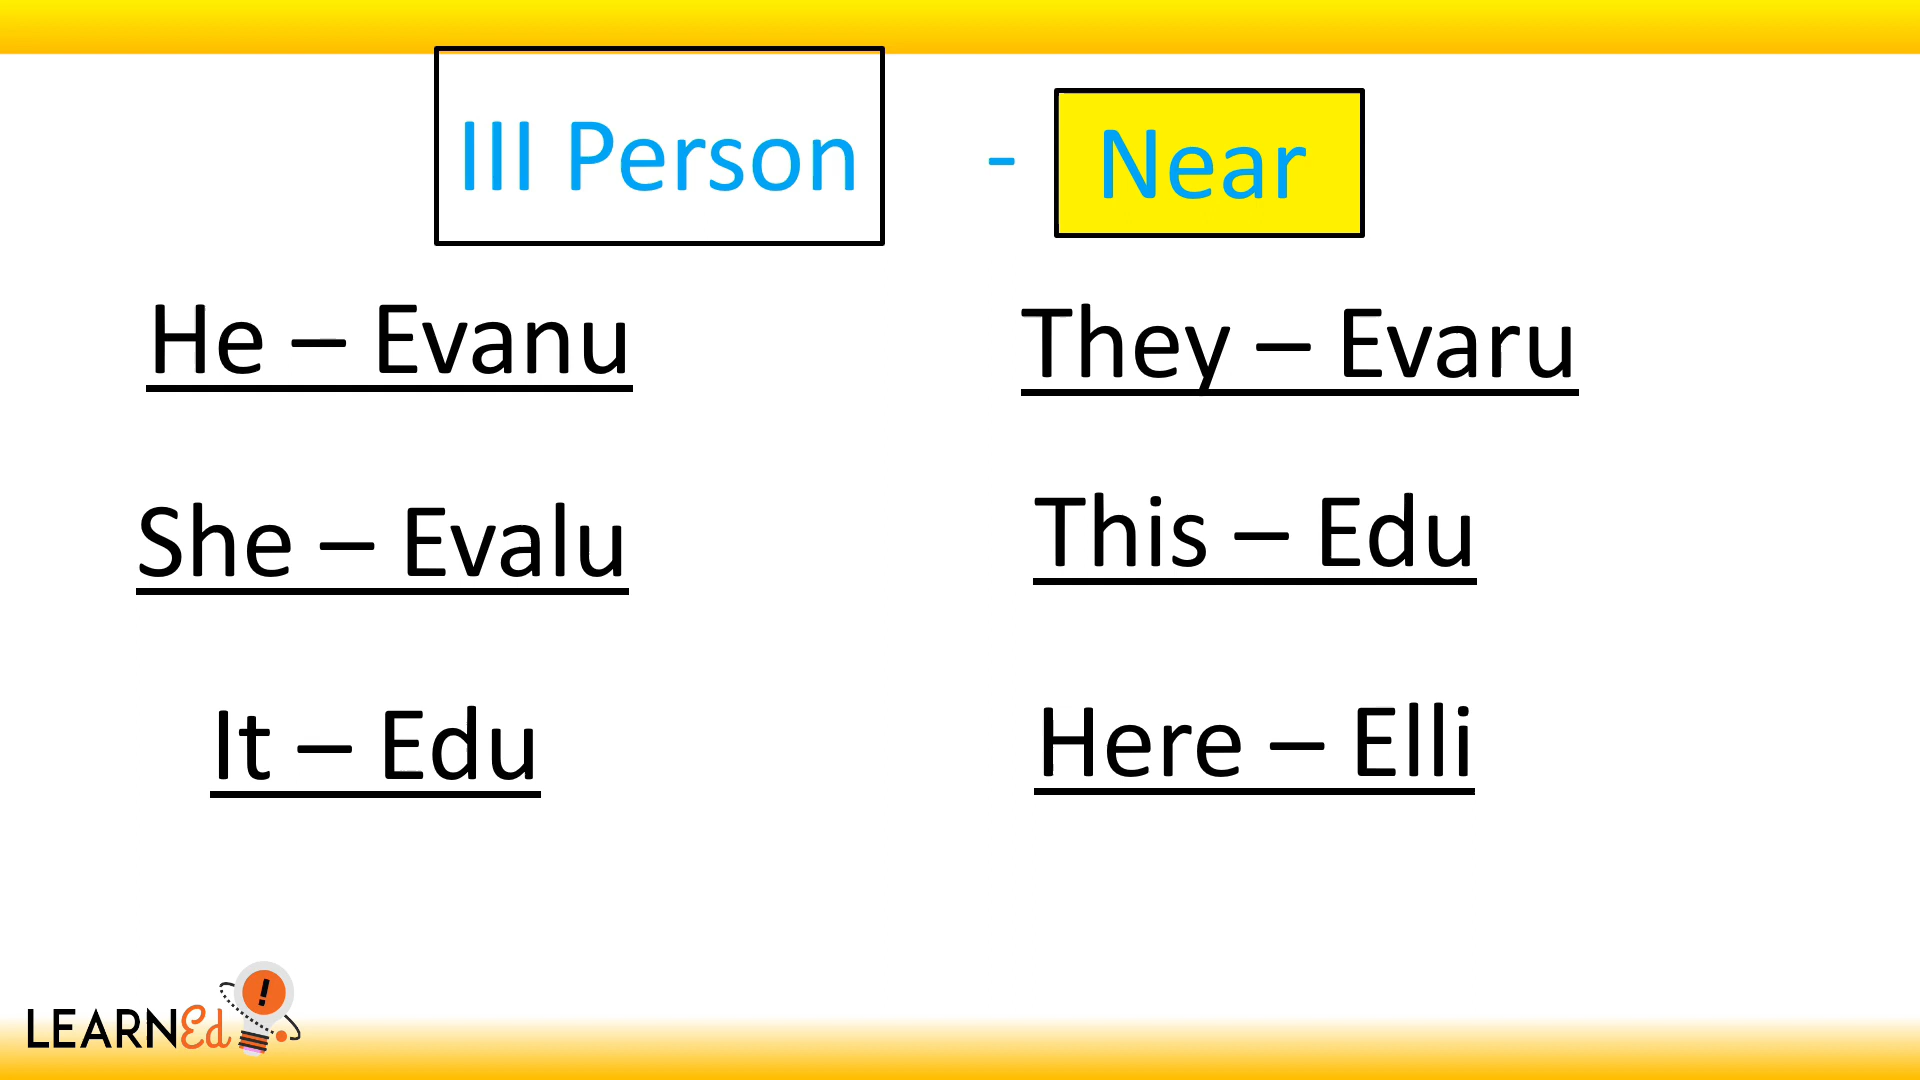 III Person - Near
He – Evanu
They – Evaru
She – Evalu
This – Edu
It – Edu
Here – Elli
LEARNEd